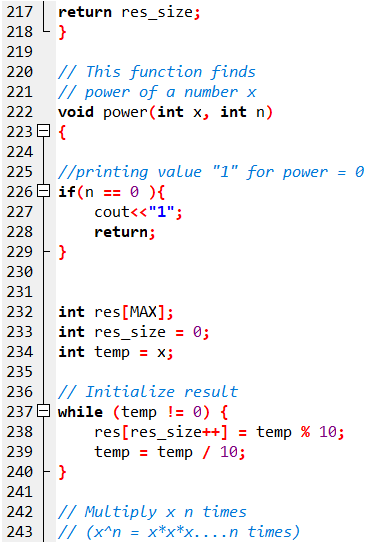 217 return res_size;
218 }
219
220 // This function finds
221 // power of a number x
222 void power(int x, int n)
223 {
224
225 //printing value "1" for power = 0
226 if(n == 0 ){
227 cout<<"1";
228 return;
229 }
230
231
232 int res[MAX];
233 int res_size = 0;
234 int temp = x;
235
236 // Initialize result
237 while (temp != 0) {
238 res[res_size++] = temp % 10;
239 temp = temp / 10;
240 }
241
242 // Multiply x n times
243 // (x^n = x*x*x....n times)